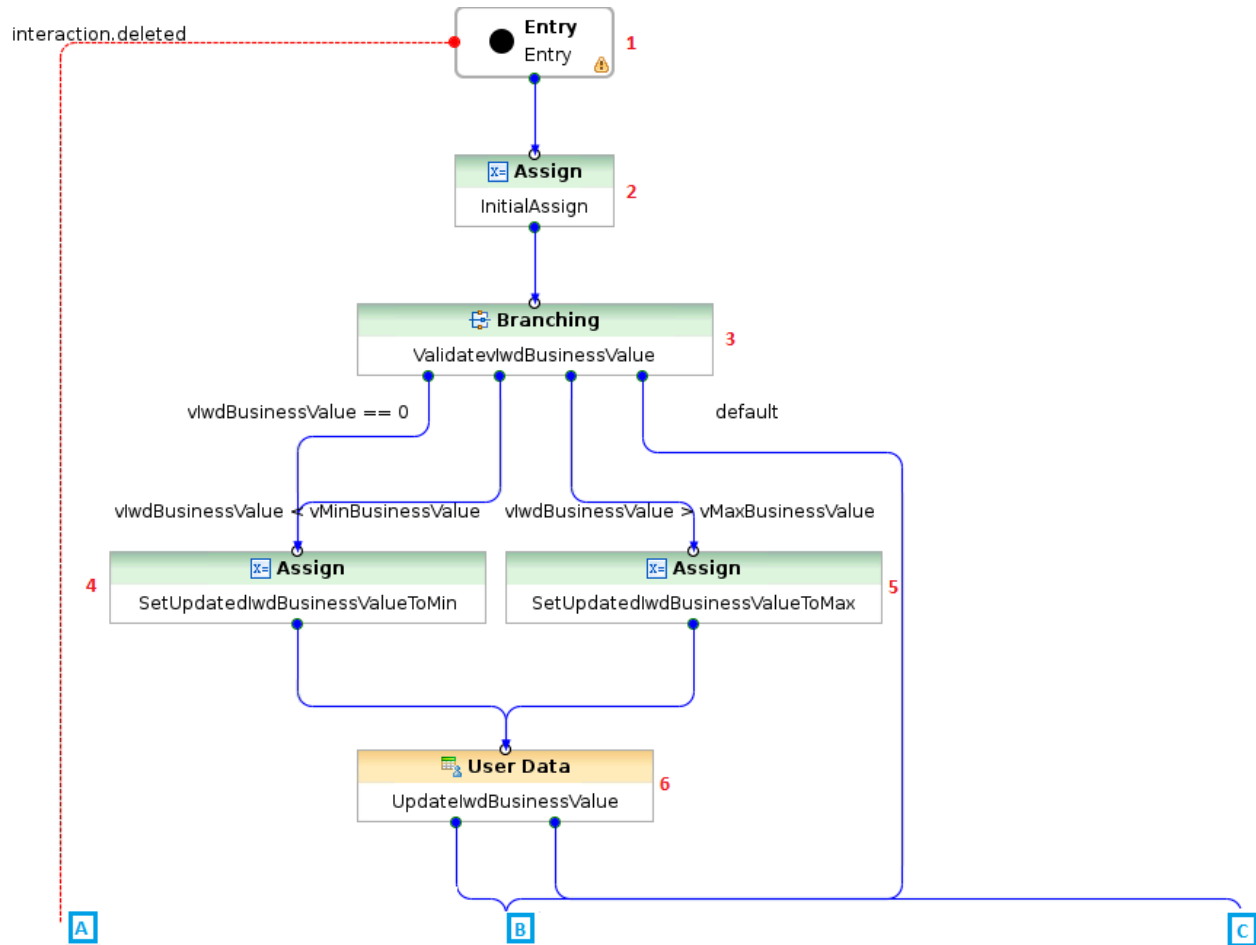 interaction.deleted
Entry
Entry
1
Assign
InitialAssign
2
Branching
ValidatevIwdBusinessValue
3
vIwdBusinessValue == 0
default
vIwdBusinessValue < vMinBusinessValue
vIwdBusinessValue > vMaxBusinessValue
4
Assign
SetUpdatedIwdBusinessValueToMin
Assign
SetUpdatedIwdBusinessValueToMax
5
User Data
UpdateIwdBusinessValue
6
A
B
C